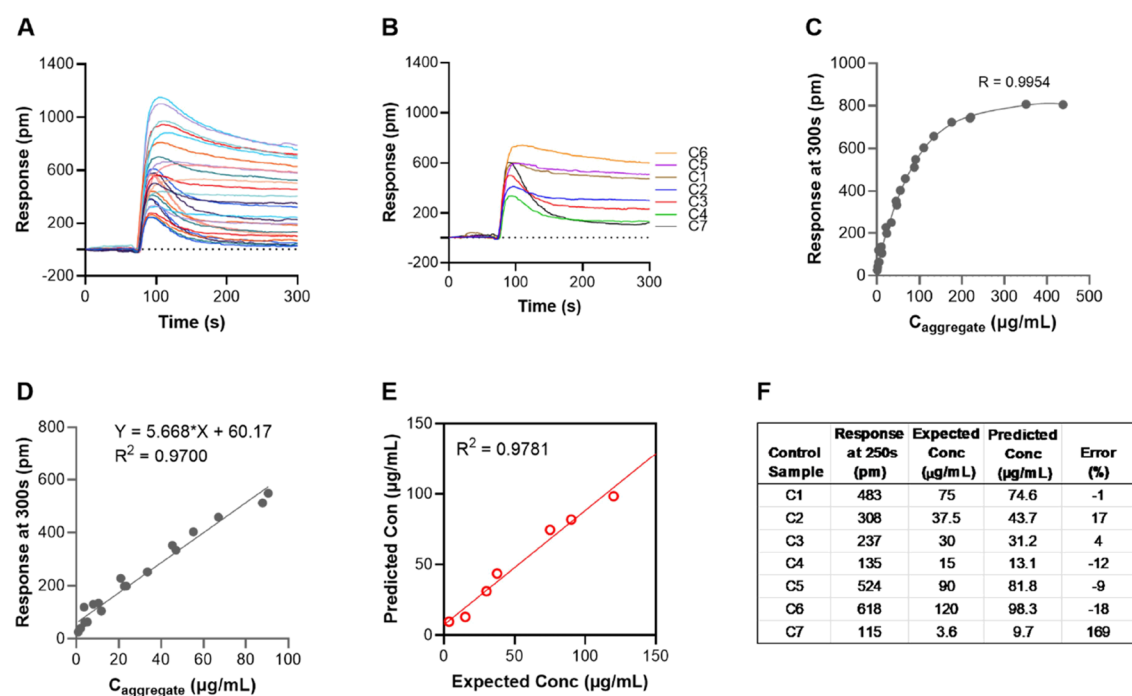 A
Response (pm)
1400
1000
600
200
-200
0
100
200
300
Time (s)
B
Response (pm)
1400
1000
600
200
-200
0
100
200
300
Time (s)
C6
C5
C1
C2
C3
C4
C7
C
Response at 300s (pm)
1000
800
600
400
200
0
0
100
200
300
400
500
R = 0.9954
Caggregate (µg/mL)
D
Response at 300s (pm)
800
600
400
200
0
0
20
40
60
80
100
Y = 5.668*X + 60.17
R² = 0.9700
Caggregate (µg/mL)
E
Predicted Con (µg/mL)
150
100
50
0
0
50
100
150
R² = 0.9781
Expected Conc (µg/mL)
F
Control Sample Response at 250s (pm) Expected Conc (µg/mL) Predicted Conc (µg/mL) Error (%)
C1 483 75 74.6 -1
C2 308 37.5 43.7 17
C3 237 30 31.2 4
C4 135 15 13.1 -12
C5 524 90 81.8 -9
C6 618 120 98.3 -18
C7 115 3.6 9.7 169